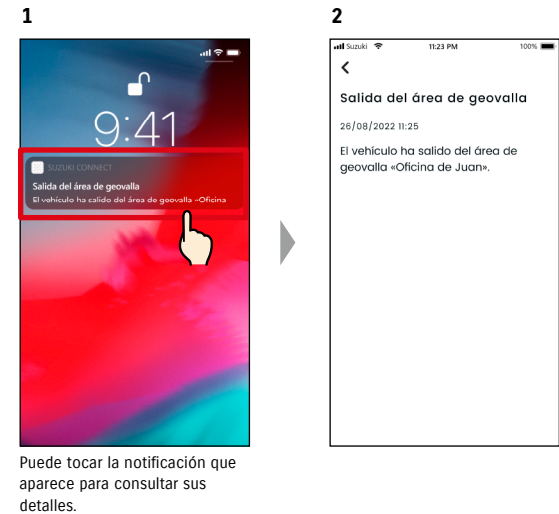 1
9:41
SUZUKI CONNECT
Salida del área de geovalla
El vehículo ha salido del área de geovalla «Oficina
Puede tocar la notificación que
aparece para consultar sus
detalles.
2
Suzuki 11:23 PM 100%
Salida del área de geovalla
26/08/2022 11:25
El vehículo ha salido del área de
geovalla «Oficina de Juan».